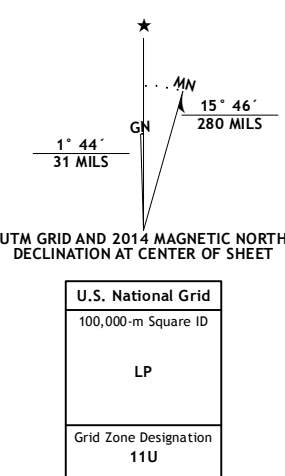 ★
MN
GN
15° 46´
280 MILS
1° 44´
31 MILS
UTM GRID AND 2014 MAGNETIC NORTH
DECLINATION AT CENTER OF SHEET
U.S. National Grid
100,000-m Square ID
LP
Grid Zone Designation
11U